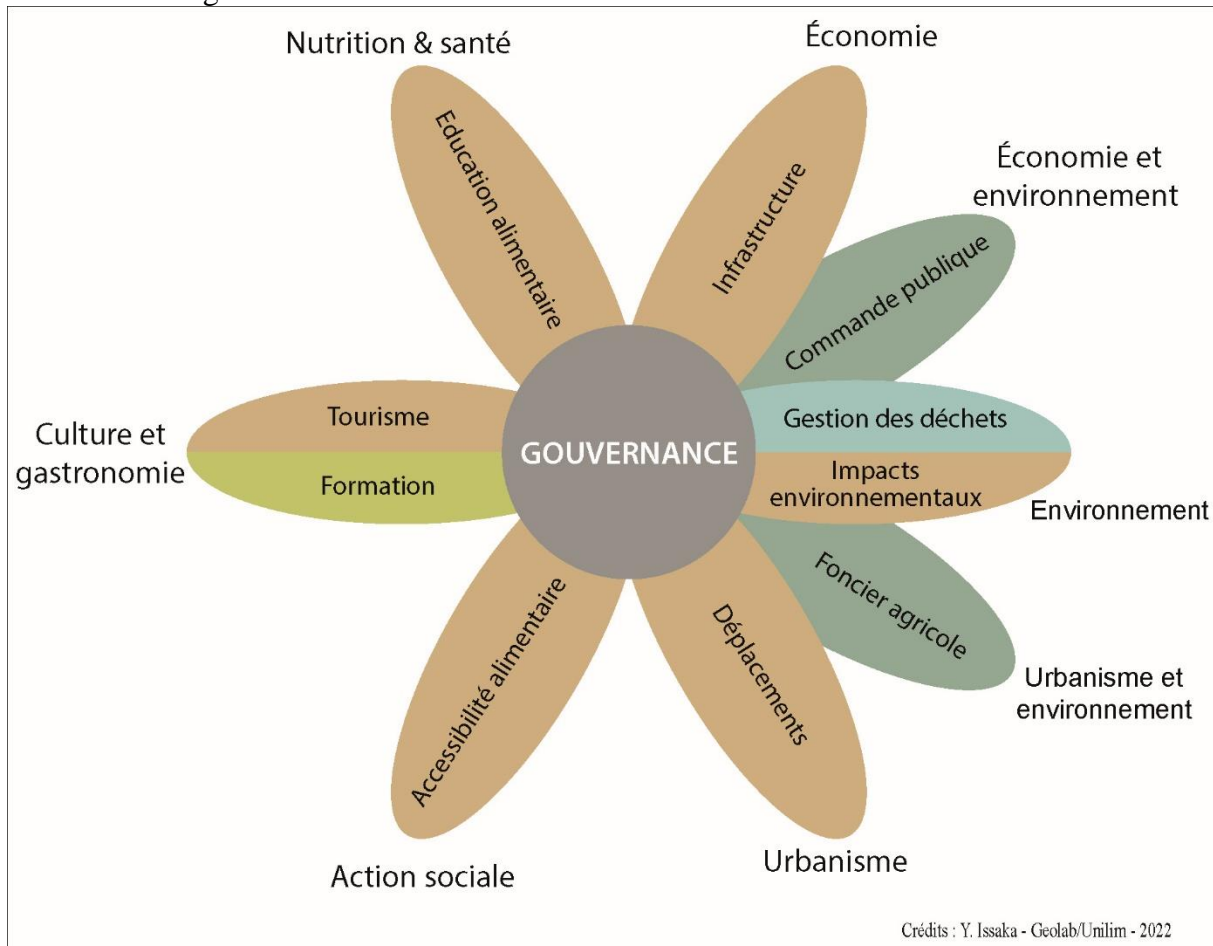 Nutrition & santé
Économie
Education alimentaire
Infrastructure
Économie et
environnement
Commande publique
Culture et
gastronomie
Tourisme
Formation
GOUVERNANCE
Gestion des déchets
Impacts
environnementaux
Environnement
Foncier agricole
Urbanisme et
environnement
Accessibilité alimentaire
Déplacements
Action sociale
Urbanisme
Crédits : Y. Issaka - Geolab/Unilim - 2022